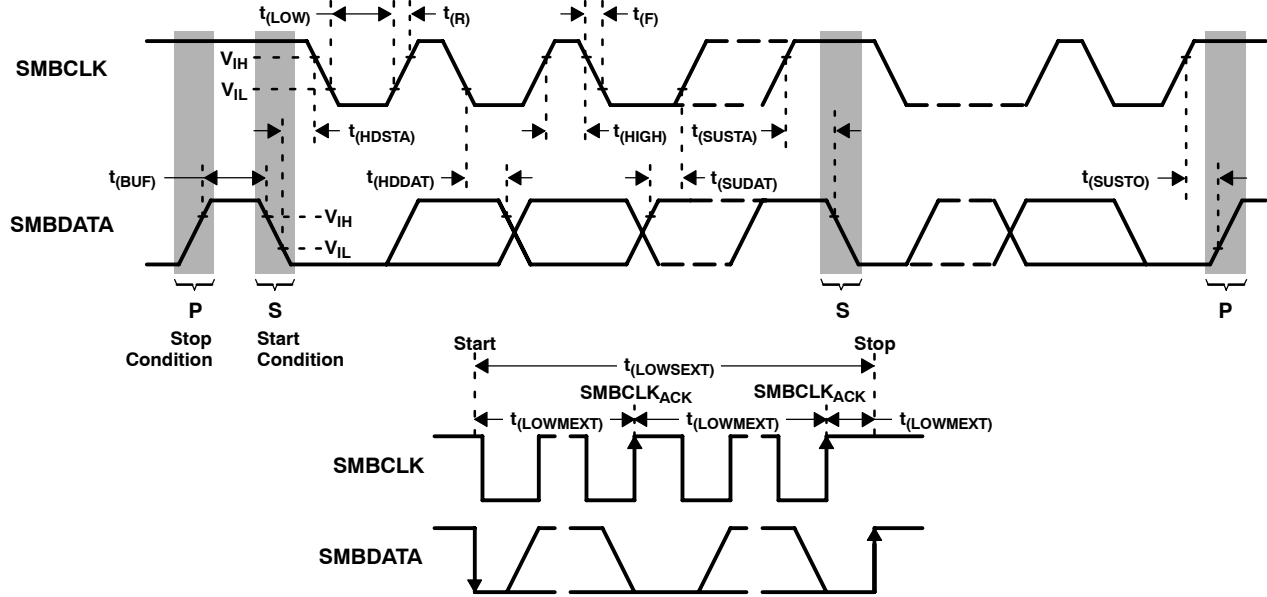 t(LOW) t(R) t(F)
SMBCLK
VIH
VIL
t(HDSTA) t(HIGH) t(SUSTA)
t(BUF) t(HDDAT) t(SUDAT) t(SUSTO)
SMBDATA
VIH
VIL
P S S P
Stop
Condition
Start
Condition
Start Stop
t(LOWSEXT)
SMBCLKACK SMBCLKACK
t(LOWMEXT) t(LOWMEXT) t(LOWMEXT)
SMBCLK
SMBDATA